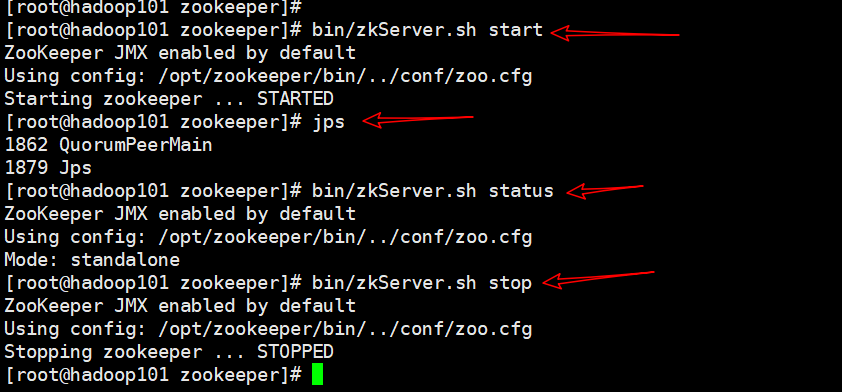 [root@hadoop101 zookeeper]#
[root@hadoop101 zookeeper]# bin/zkServer.sh start
ZooKeeper JMX enabled by default
Using config: /opt/zookeeper/bin/../conf/zoo.cfg
Starting zookeeper ... STARTED
[root@hadoop101 zookeeper]# jps
1862 QuorumPeerMain
1879 Jps
[root@hadoop101 zookeeper]# bin/zkServer.sh status
ZooKeeper JMX enabled by default
Using config: /opt/zookeeper/bin/../conf/zoo.cfg
Mode: standalone
[root@hadoop101 zookeeper]# bin/zkServer.sh stop
ZooKeeper JMX enabled by default
Using config: /opt/zookeeper/bin/../conf/zoo.cfg
Stopping zookeeper ... STOPPED
[root@hadoop101 zookeeper]#